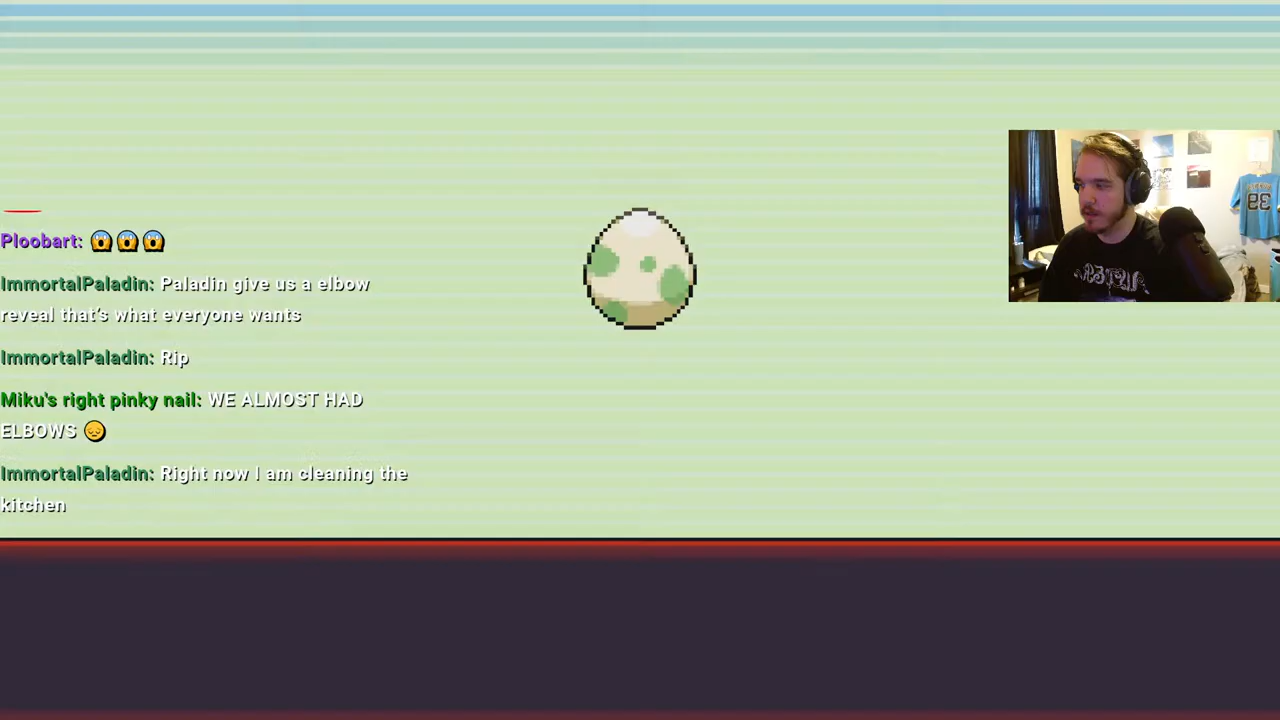 Ploobart: 😱😱😱
ImmortalPaladin: Paladin give us a elbow
reveal that's what everyone wants
ImmortalPaladin: Rip
Miku's right pinky nail: WE ALMOST HAD
ELBOWS 😔
ImmortalPaladin: Right now I am cleaning the
kitchen